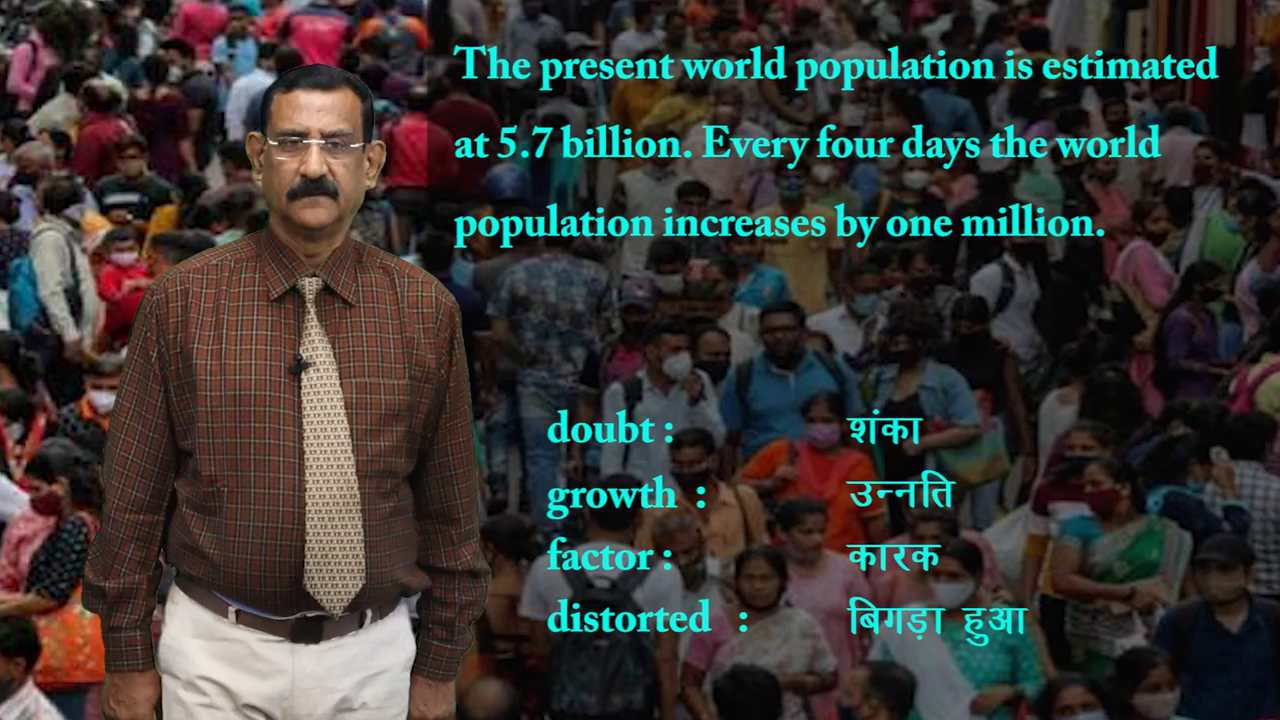 The present world population is estimated
at 5.7 billion. Every four days the world
population increases by one million.
doubt : शंका
growth : उन्नति
factor : कारक
distorted : बिगड़ा हुआ